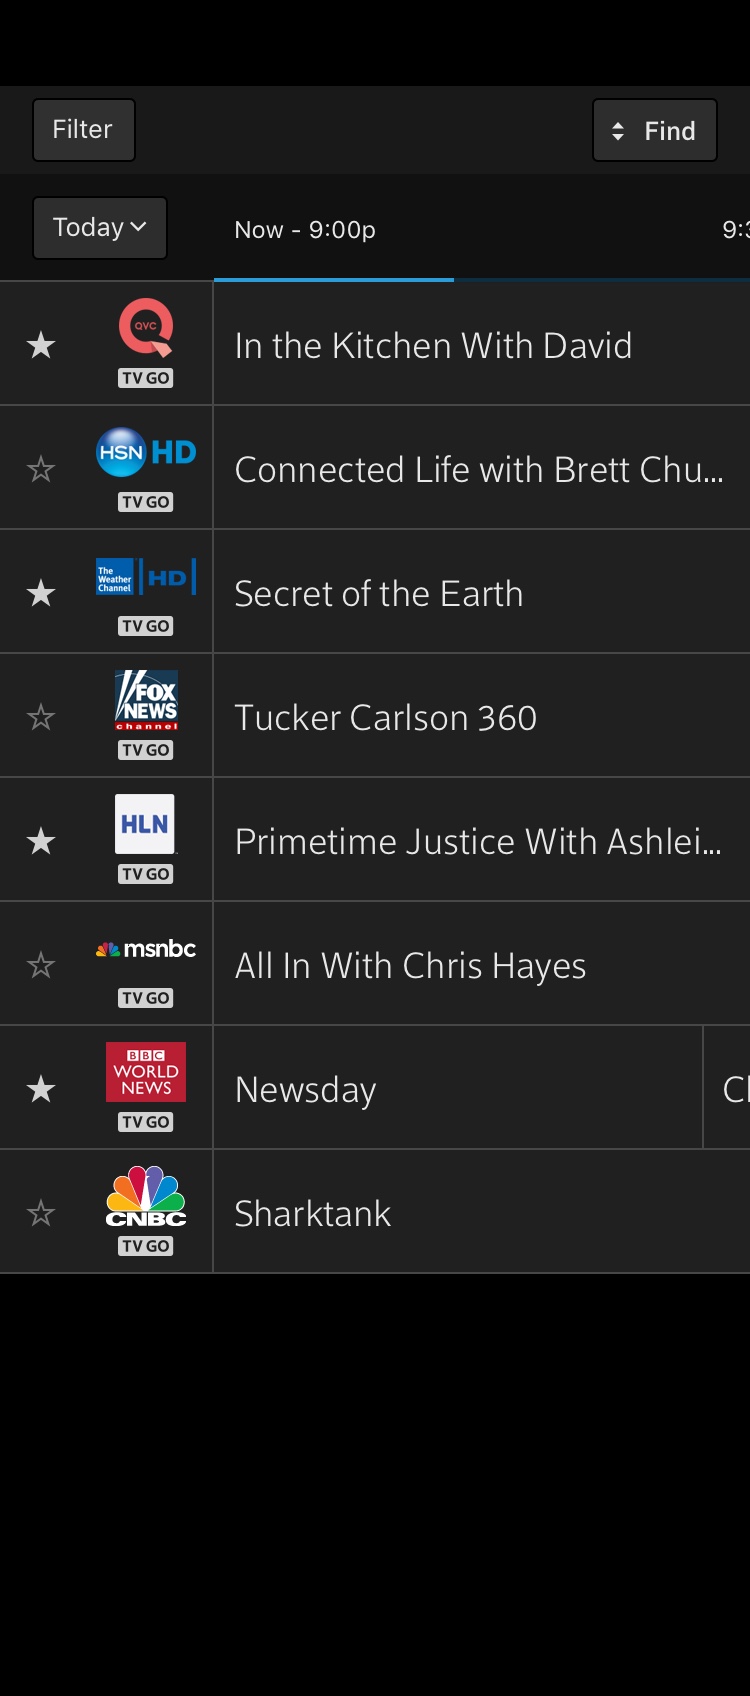 Filter
Find
Today
Now - 9:00p
9:3
QVC
TV GO
In the Kitchen With David
HSN HD
TV GO
Connected Life with Brett Chu...
The
Weather
Channel HD
TV GO
Secret of the Earth
FOX
NEWS
channel
TV GO
Tucker Carlson 360
HLN
TV GO
Primetime Justice With Ashlei...
msnbc
TV GO
All In With Chris Hayes
BBC
WORLD
NEWS
TV GO
Newsday
CNBC
TV GO
Sharktank